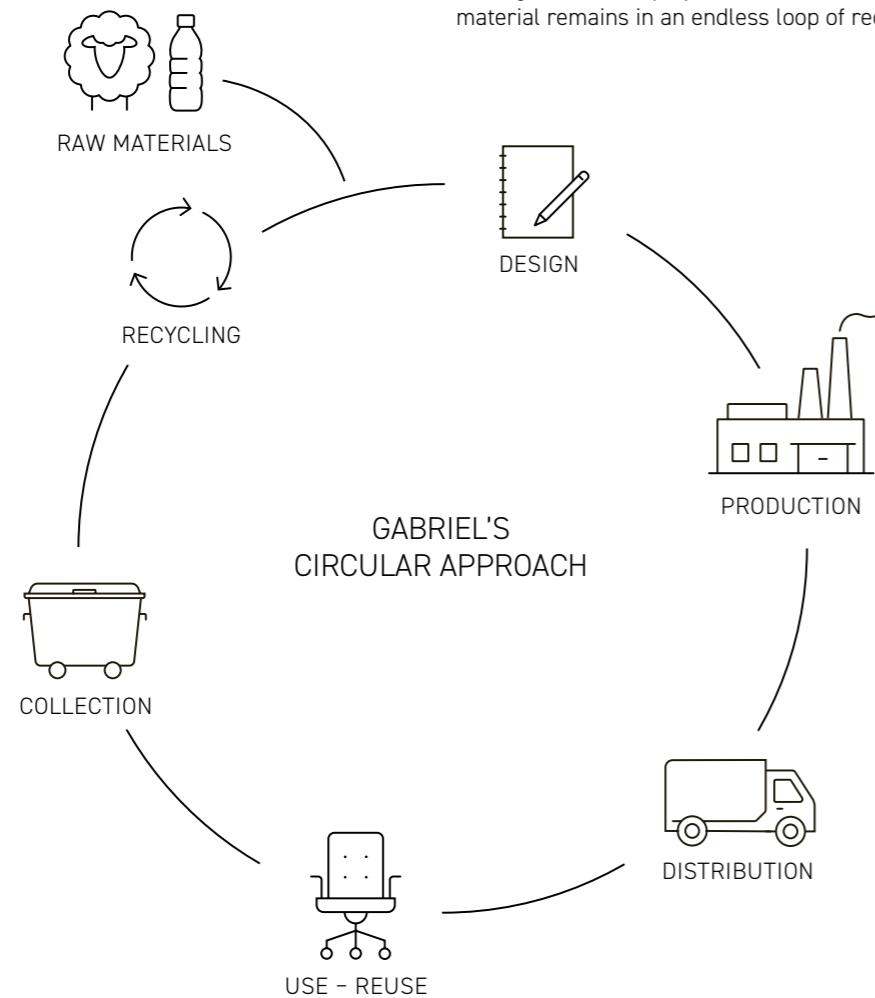 material remains in an endless loop of
RAW MATERIALS
DESIGN
RECYCLING
PRODUCTION
GABRIEL'S
CIRCULAR APPROACH
COLLECTION
DISTRIBUTION
USE – REUSE